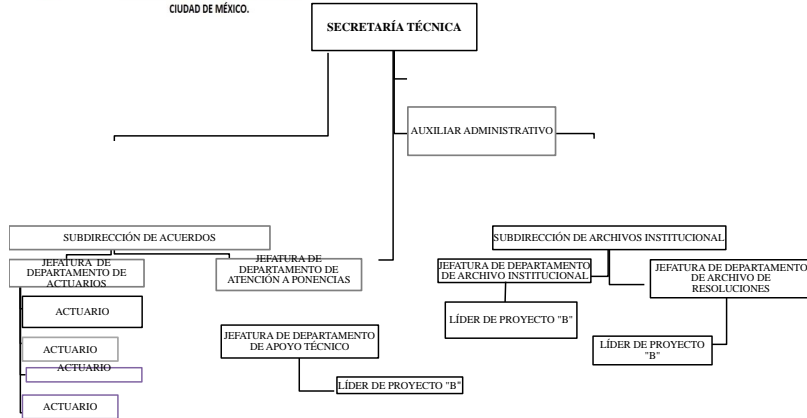 CIUDAD DE MÉXICO.
SECRETARÍA TÉCNICA
AUXILIAR ADMINISTRATIVO
SUBDIRECCIÓN DE ACUERDOS
SUBDIRECCIÓN DE ARCHIVOS INSTITUCIONAL
JEFATURA DE
DEPARTAMENTO DE
ACTUARIOS
JEFATURA DE
DEPARTAMENTO DE
ATENCIÓN A PONENCIAS
JEFATURA DE DEPARTAMENTO
DE ARCHIVO INSTITUCIONAL
JEFATURA DE DEPARTAMENTO
DE ARCHIVO DE
RESOLUCIONES
ACTUARIO
ACTUARIO
ACTUARIO
ACTUARIO
JEFATURA DE DEPARTAMENTO
DE APOYO TÉCNICO
LÍDER DE PROYECTO "B"
LÍDER DE PROYECTO "B"
LÍDER DE PROYECTO
"B"